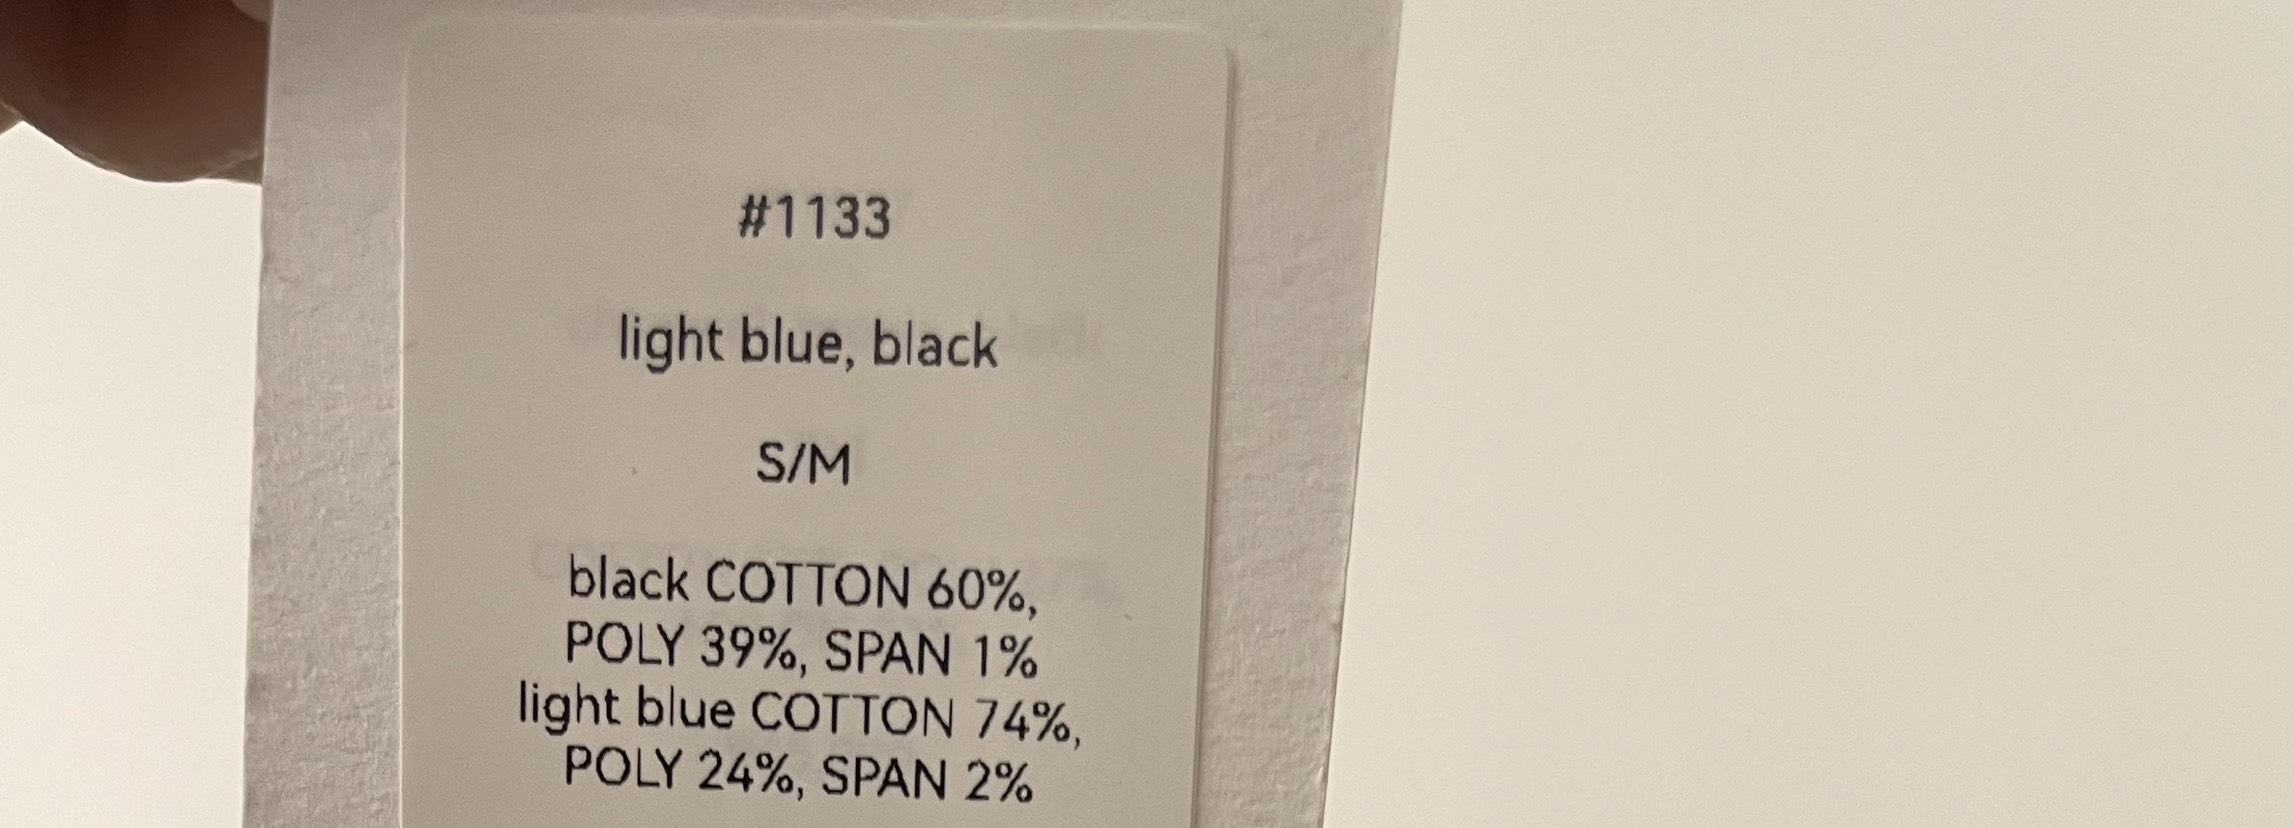 #1133
light blue, black
S/M
black COTTON 60%,
POLY 39%, SPAN 1%
light blue COTTON 74%,
POLY 24%, SPAN 2%